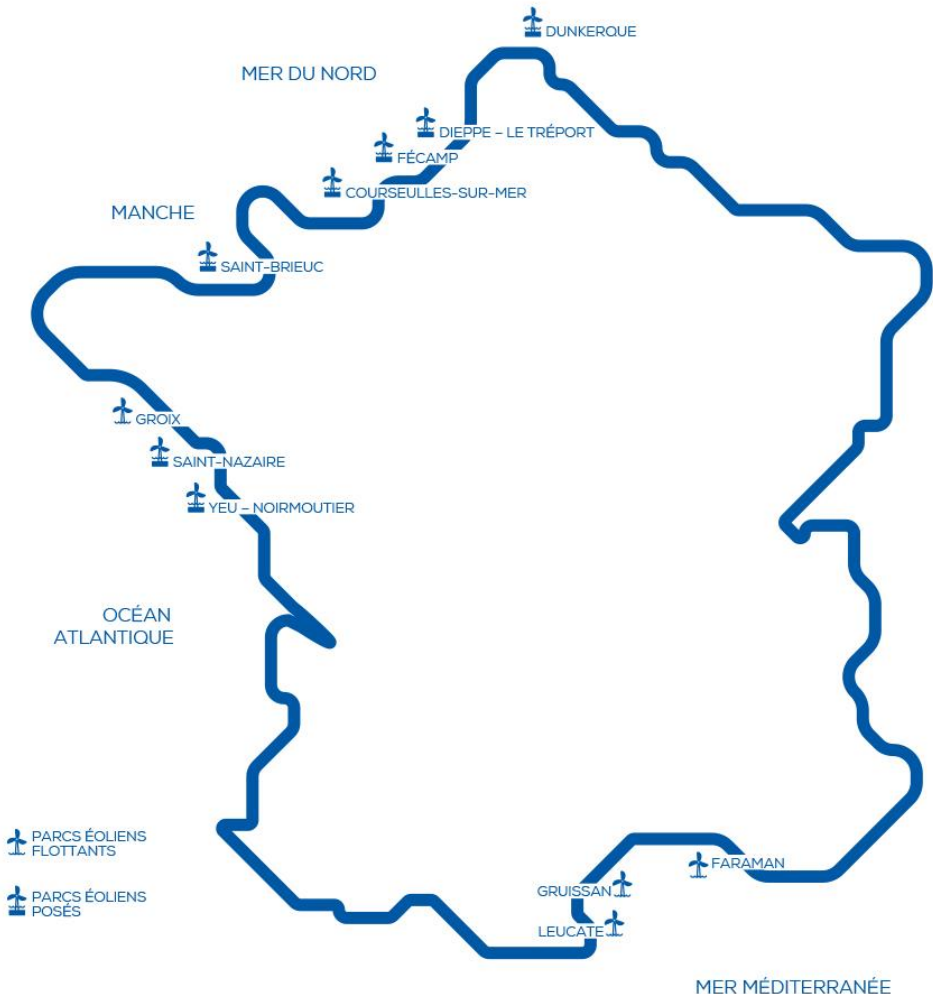 DUNKERQUE
MER DU NORD
DIEPPE – LE TRÉPORT
FÉCAMP
COURSEULLES-SUR-MER
MANCHE
SAINT-BRIEUC
GROIX
SAINT-NAZAIRE
YEU – NOIRMOUTIER
OCÉAN
ATLANTIQUE
PARCS ÉOLIENS
FLOTTANTS
PARCS ÉOLIENS
POSÉS
FARAMAN
GRUISSAN
LEUCATE
MER MÉDITERRANÉE